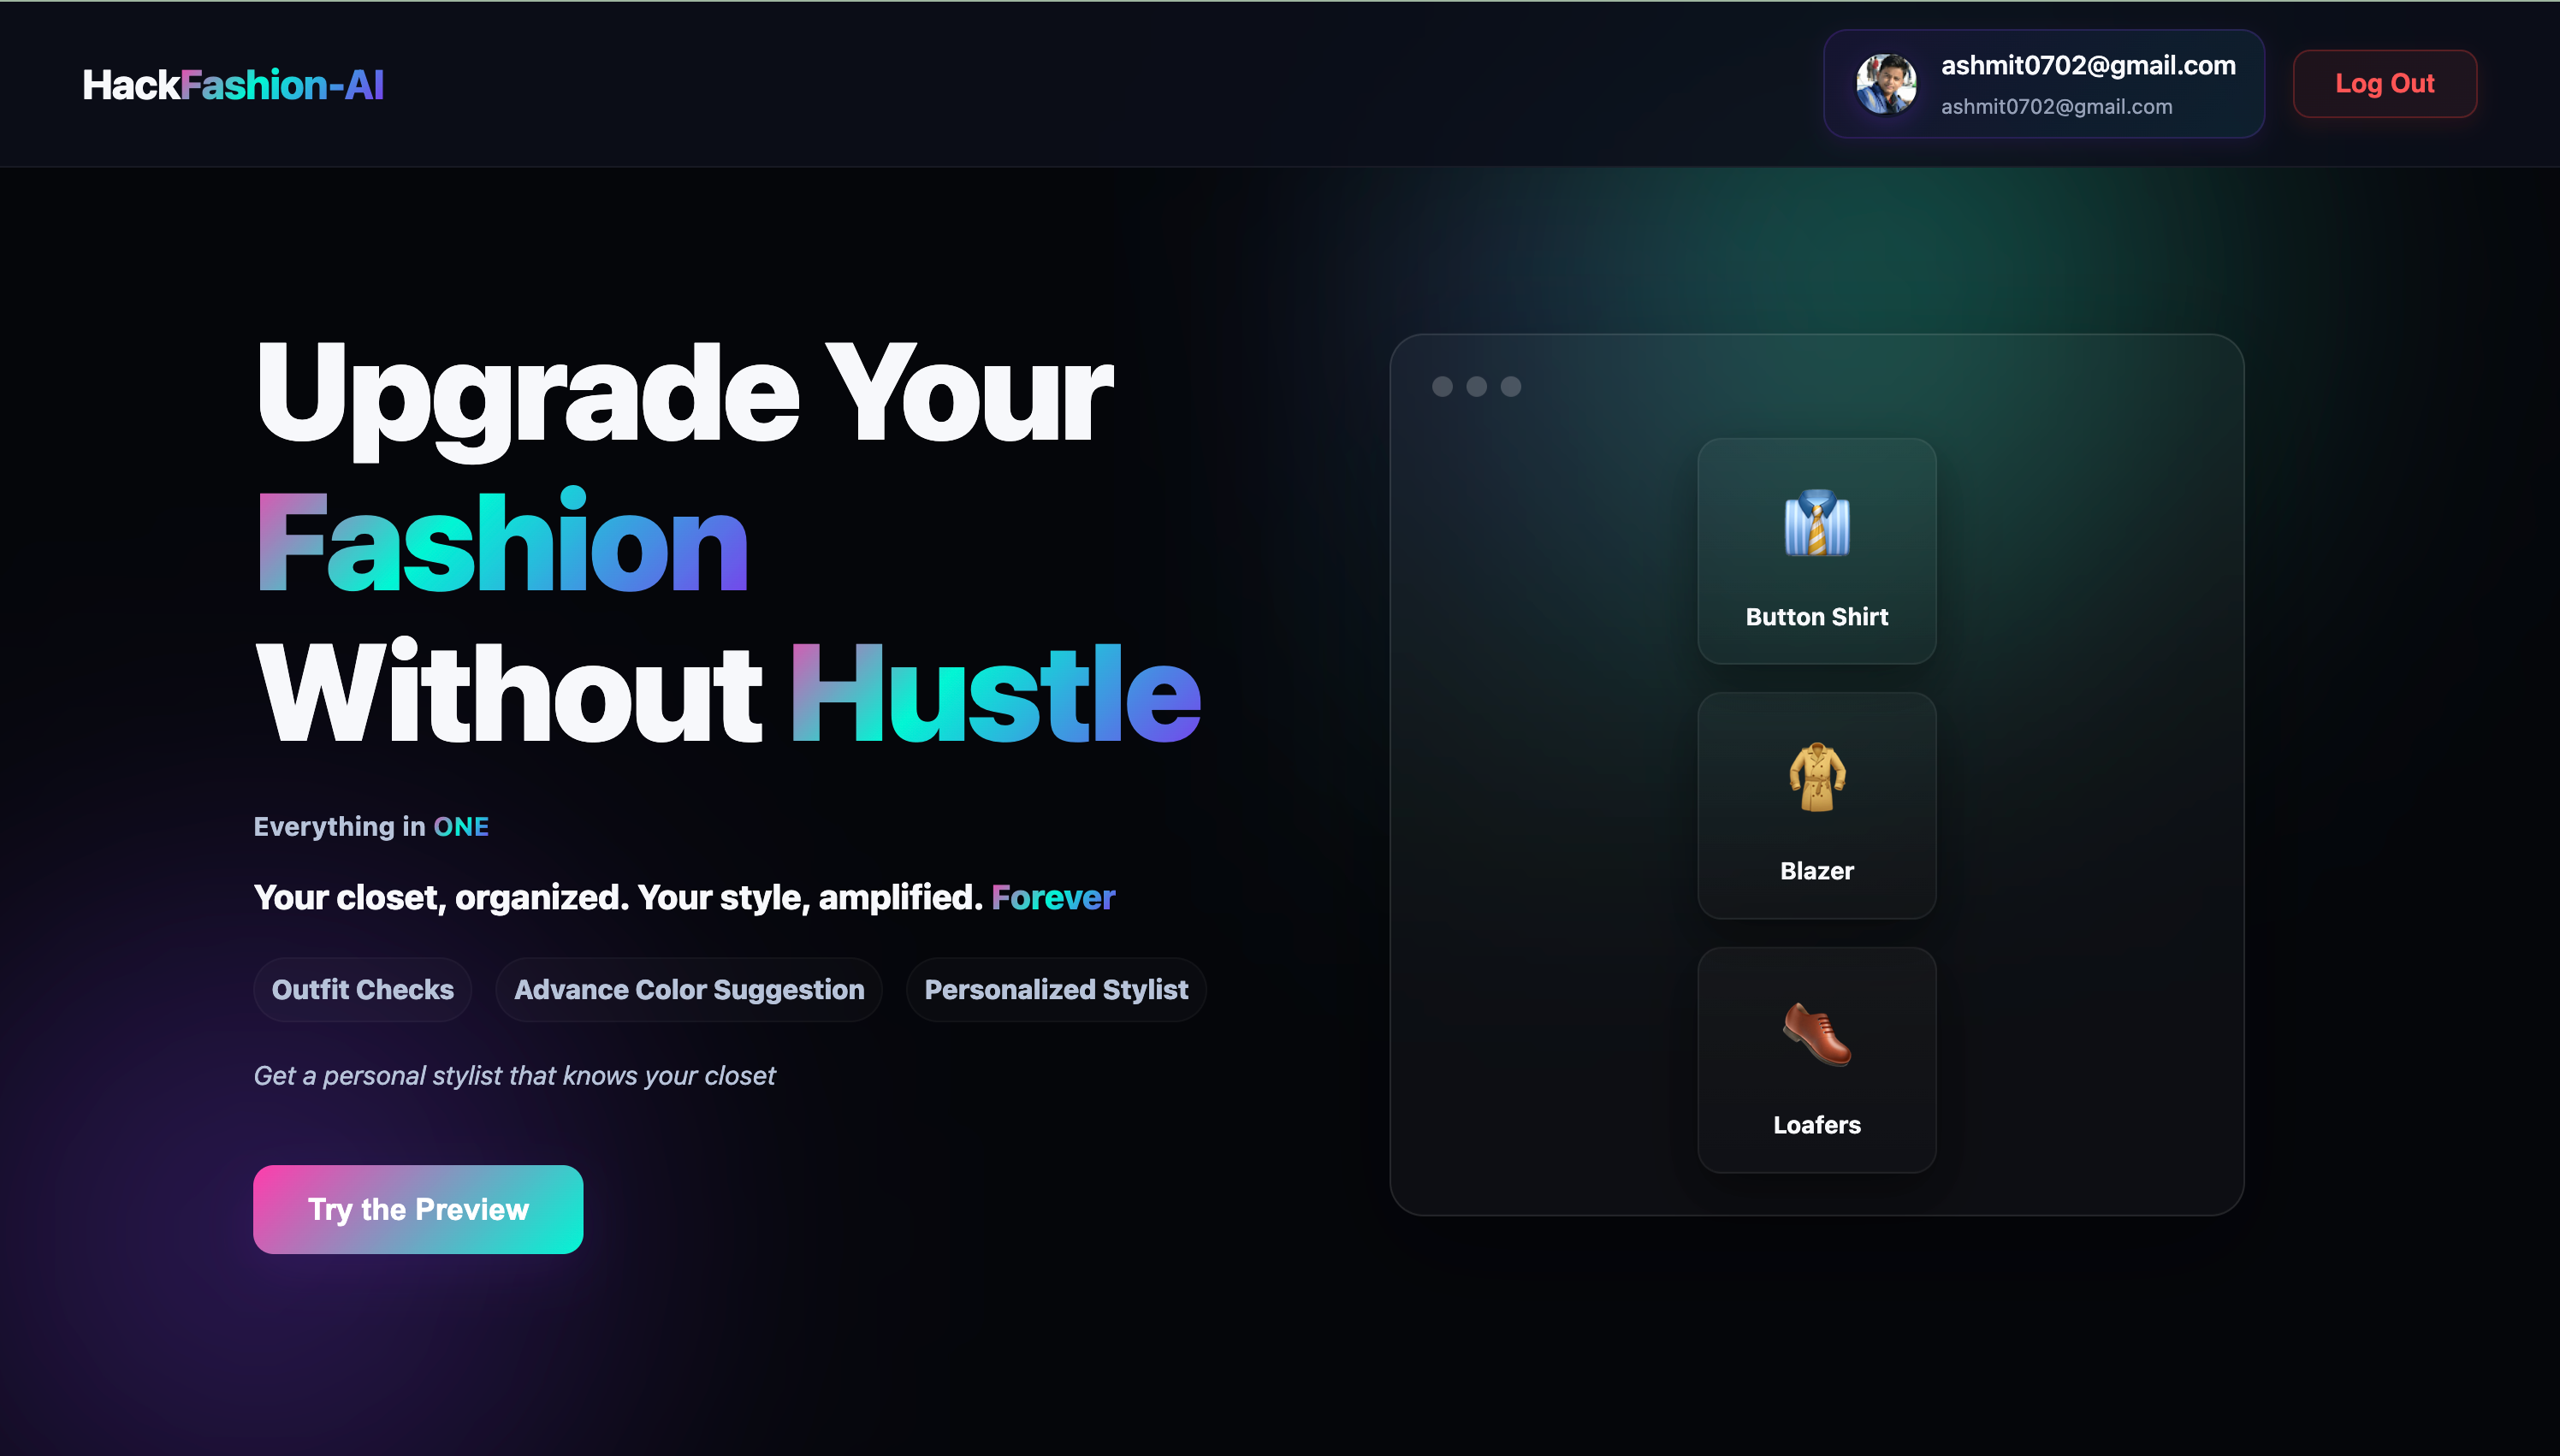 HackFashion-AI
ashmit0702@gmail.com
ashmit0702@gmail.com
Log Out
Upgrade Your
Fashion
Without Hustle
Everything in ONE
Your closet, organized. Your style, amplified. Forever
Outfit Checks
Advance Color Suggestion
Personalized Stylist
Get a personal stylist that knows your closet
Try the Preview
Button Shirt
Blazer
Loafers